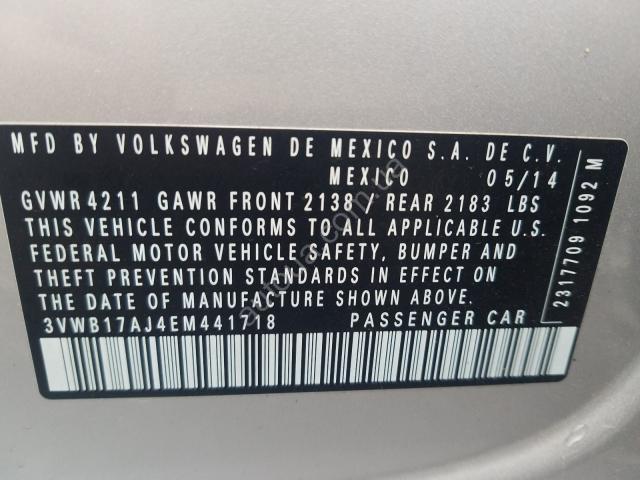 MFD BY VOLKSWAGEN DE MEXICO S.A. DE C.V.
MEXICO 05/14
GVWR 4211 GAWR FRONT 2138 / REAR 2183 LBS
THIS VEHICLE CONFORMS TO ALL APPLICABLE U.S.
FEDERAL MOTOR VEHICLE SAFETY, BUMPER AND
THEFT PREVENTION STANDARDS IN EFFECT ON
THE DATE OF MANUFACTURE SHOWN ABOVE.
3VWB17AJ4EM441718 PASSENGER CAR
2317709 1092 M